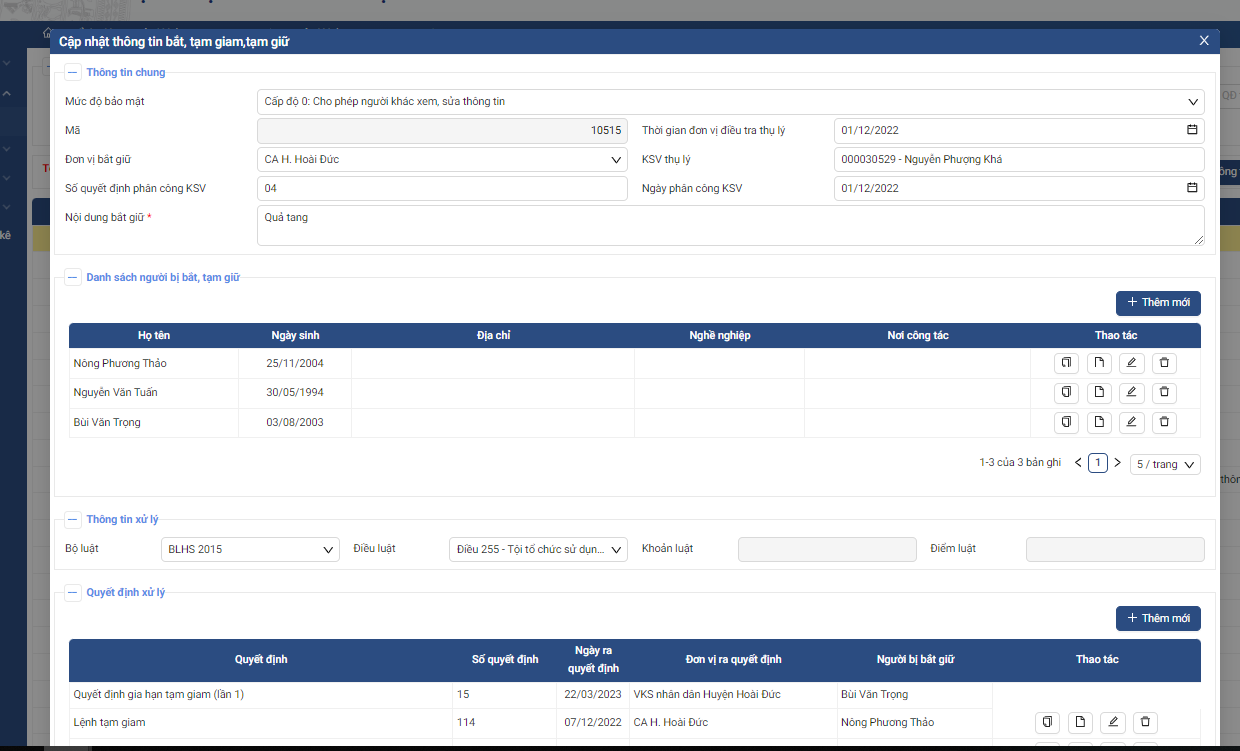 Cập nhật thông tin bắt, tạm giam,tạm giữ
Thông tin chung
Mức độ bảo mật
Cấp độ 0: Cho phép người khác xem, sửa thông tin
Mã
10515
Thời gian đơn vị điều tra thụ lý
01/12/2022
Đơn vị bắt giữ
CA H. Hoài Đức
KSV thụ lý
000030529 - Nguyễn Phượng Khá
Số quyết định phân công KSV
04
Ngày phân công KSV
01/12/2022
Nội dung bắt giữ *
Quả tang
kê
QĐ
ông
thôn
Danh sách người bị bắt, tạm giữ
+ Thêm mới
Họ tên Ngày sinh Địa chỉ Nghề nghiệp Nơi công tác Thao tác
Nông Phương Thảo 25/11/2004
Nguyễn Văn Tuấn 30/05/1994
Bùi Văn Trọng 03/08/2003
1-3 của 3 bản ghi < 1 > 5 / trang
Thông tin xử lý
Bộ luật
BLHS 2015
Điều luật
Điều 255 - Tội tổ chức sử dụn...
Khoản luật
Điểm luật
Quyết định xử lý
+ Thêm mới
Quyết định Số quyết định Ngày ra quyết định Đơn vị ra quyết định Người bị bắt giữ Thao tác
Quyết định gia hạn tạm giam (lần 1) 15 22/03/2023 VKS nhân dân Huyện Hoài Đức Bùi Văn Trọng
Lệnh tạm giam 114 07/12/2022 CA H. Hoài Đức Nông Phương Thảo